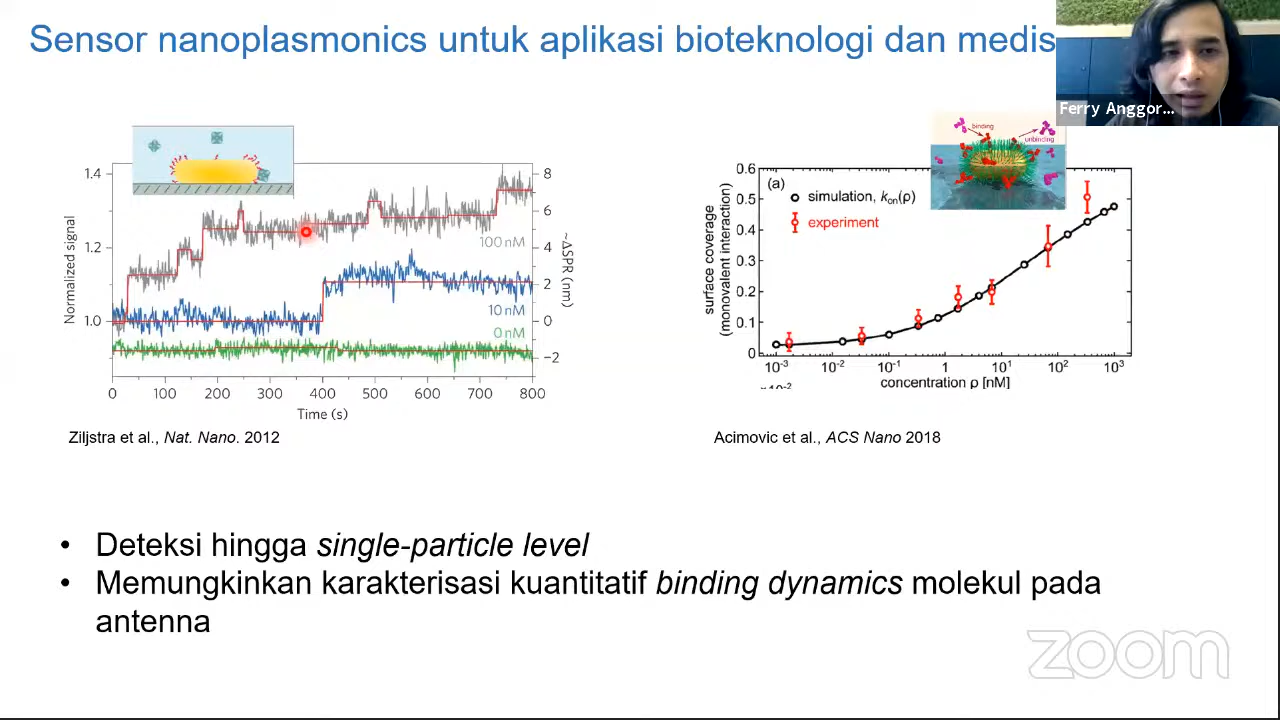 Sensor nanoplasmonics untuk aplikasi bioteknologi dan medis
Ferry Anggor...
1.4
1.2
1.0
Normalized signal
8
6
4
2
0
−2
~ΔSPR (nm)
100 nM
10 nM
0 nM
0 100 200 300 400 500 600 700 800
Time (s)
Ziljstra et al., Nat. Nano. 2012
binding
unbinding
(a)
simulation, kon(ρ)
experiment
0.6
0.5
0.4
0.3
0.2
0.1
0
surface coverage
(monovalent interaction)
10⁻³ 10⁻² 10⁻¹ 1 10¹ 10² 10³
concentration ρ [nM]
Acimovic et al., ACS Nano 2018
• Deteksi hingga single-particle level
• Memungkinkan karakterisasi kuantitatif binding dynamics molekul pada
antenna
zoom